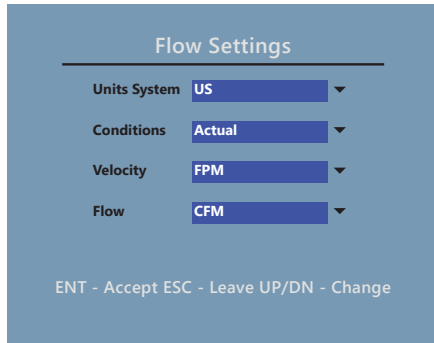 Flow Settings
Units System US
Conditions Actual
Velocity FPM
Flow CFM
ENT - Accept ESC - Leave UP/DN - Change